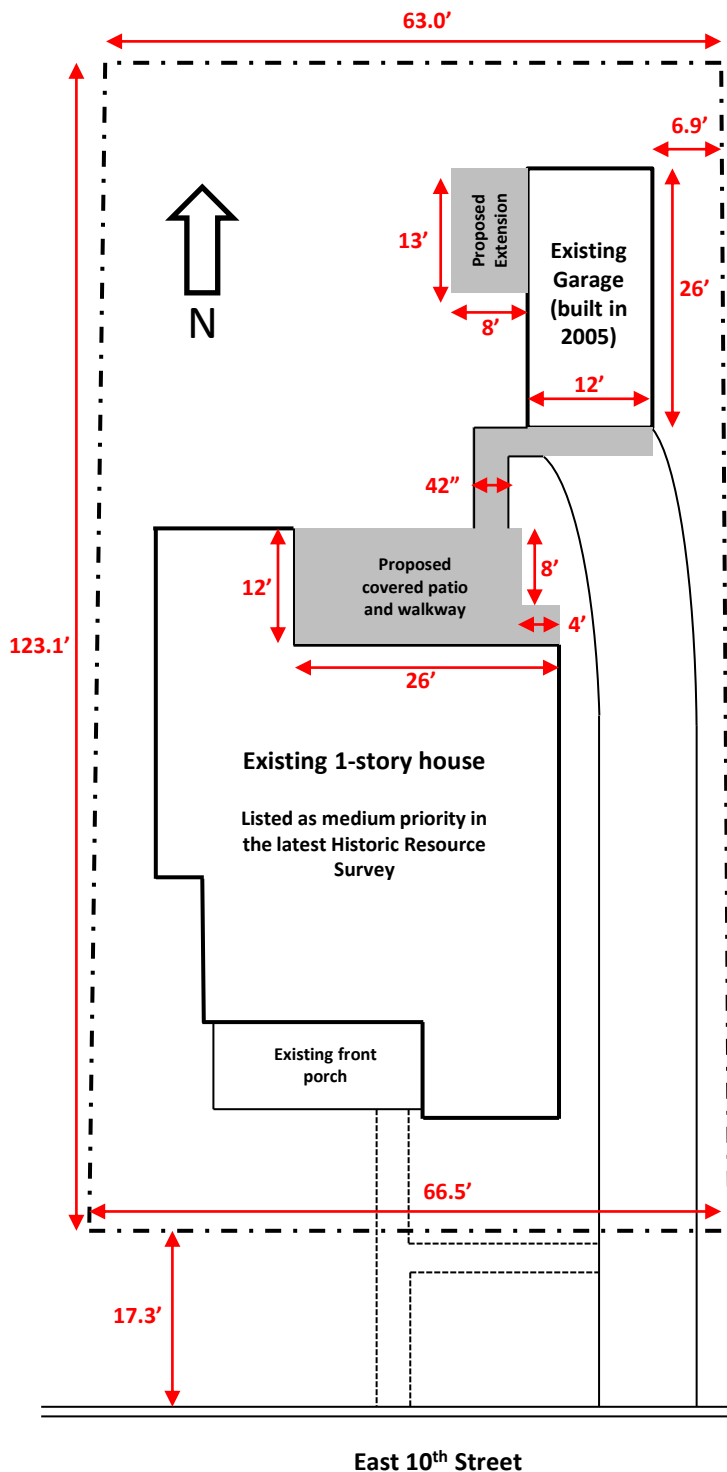 63.0’
6.9’
Proposed
Extension
13’
8’
Existing
Garage
(built in
2005)
26’
12’
N
42”
Proposed
covered patio
and walkway
12’
8’
4’
26’
123.1’
Existing 1-story house
Listed as medium priority in
the latest Historic Resource
Survey
Existing front
porch
66.5’
17.3’
East 10th Street